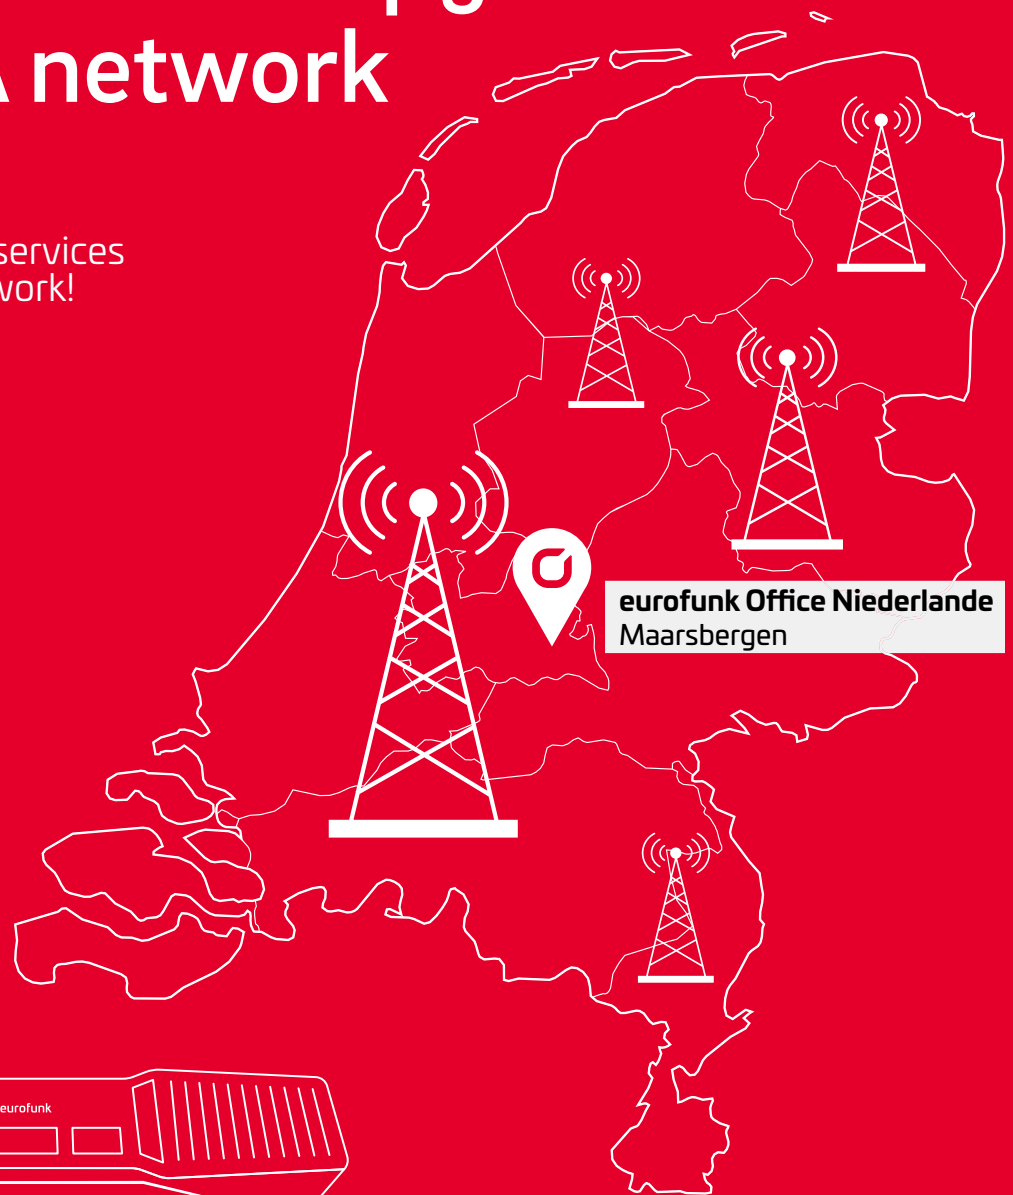 network
services
work!
eurofunk Office Niederlande
Maarsbergen
eurofunk